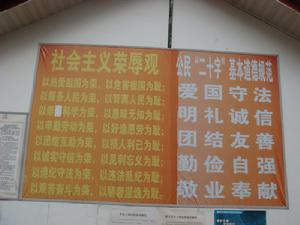 社会主义荣辱观
以热爱祖国为荣、以危害祖国为耻;
以服务人民为荣、以背离人民为耻;
以崇科学为荣、以愚昧无知为耻;
以辛勤劳动为荣、以好逸恶劳为耻;
以团结互助为荣、以损人利己为耻;
以诚实守信为荣、以见利忘义为耻;
以遵纪守法为荣、以违法乱纪为耻;
以艰苦奋斗为荣、以骄奢淫逸为耻。
公民“二十字”基本道德规范
爱国守法
明礼诚信
团结友善
勤俭自强
敬业奉献